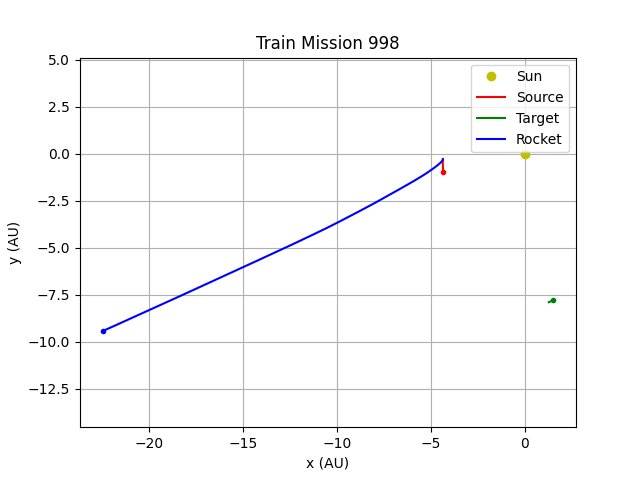 Train Mission 998
Sun
Source
Target
Rocket
5.0
2.5
0.0
−2.5
−5.0
−7.5
−10.0
−12.5
y (AU)
−20
−15
−10
−5
0
x (AU)